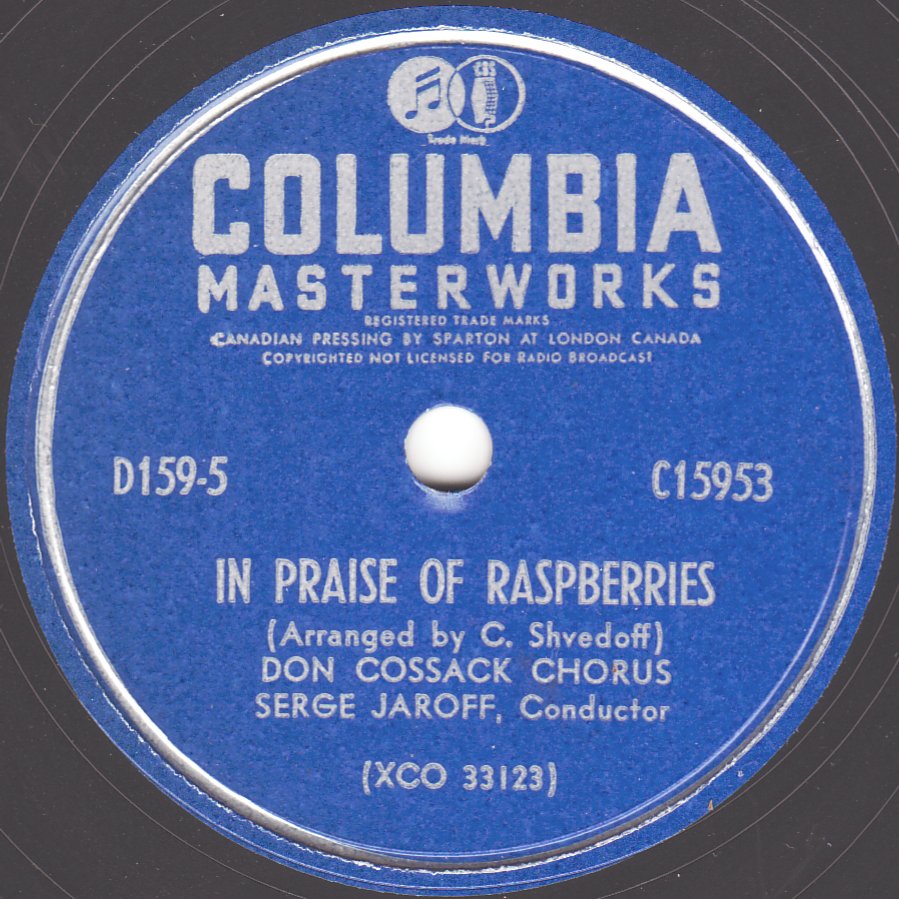 CBS
Trade Mark
COLUMBIA
MASTERWORKS
REGISTERED TRADE MARKS
CANADIAN PRESSING BY SPARTON AT LONDON CANADA
COPYRIGHTED NOT LICENSED FOR RADIO BROADCAST
D159-5
C15953
IN PRAISE OF RASPBERRIES
(Arranged by C. Shvedoff)
DON COSSACK CHORUS
SERGE JAROFF, Conductor
(XCO 33123)